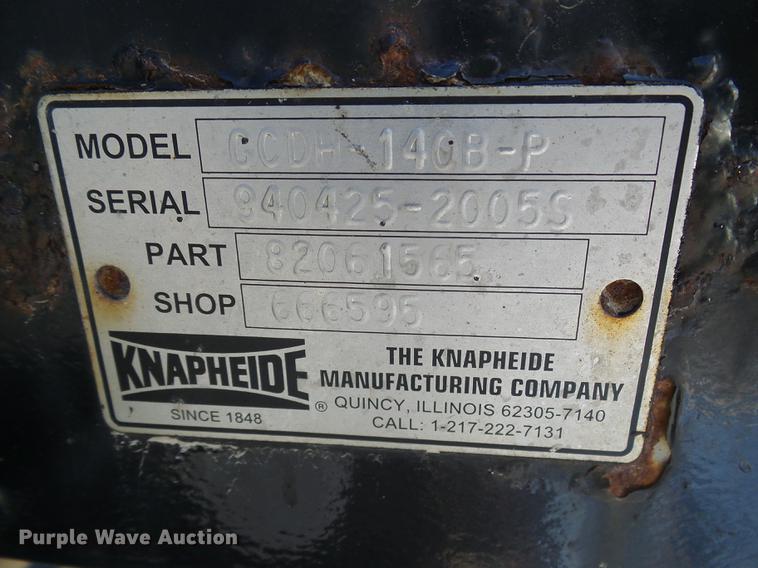 MODEL GCDH-140B-P
SERIAL 940425-2005S
PART 82061565
SHOP 666595
KNAPHEIDE
SINCE 1848
®
THE KNAPHEIDE
MANUFACTURING COMPANY
QUINCY, ILLINOIS 62305-7140
CALL: 1-217-222-7131
Purple Wave Auction